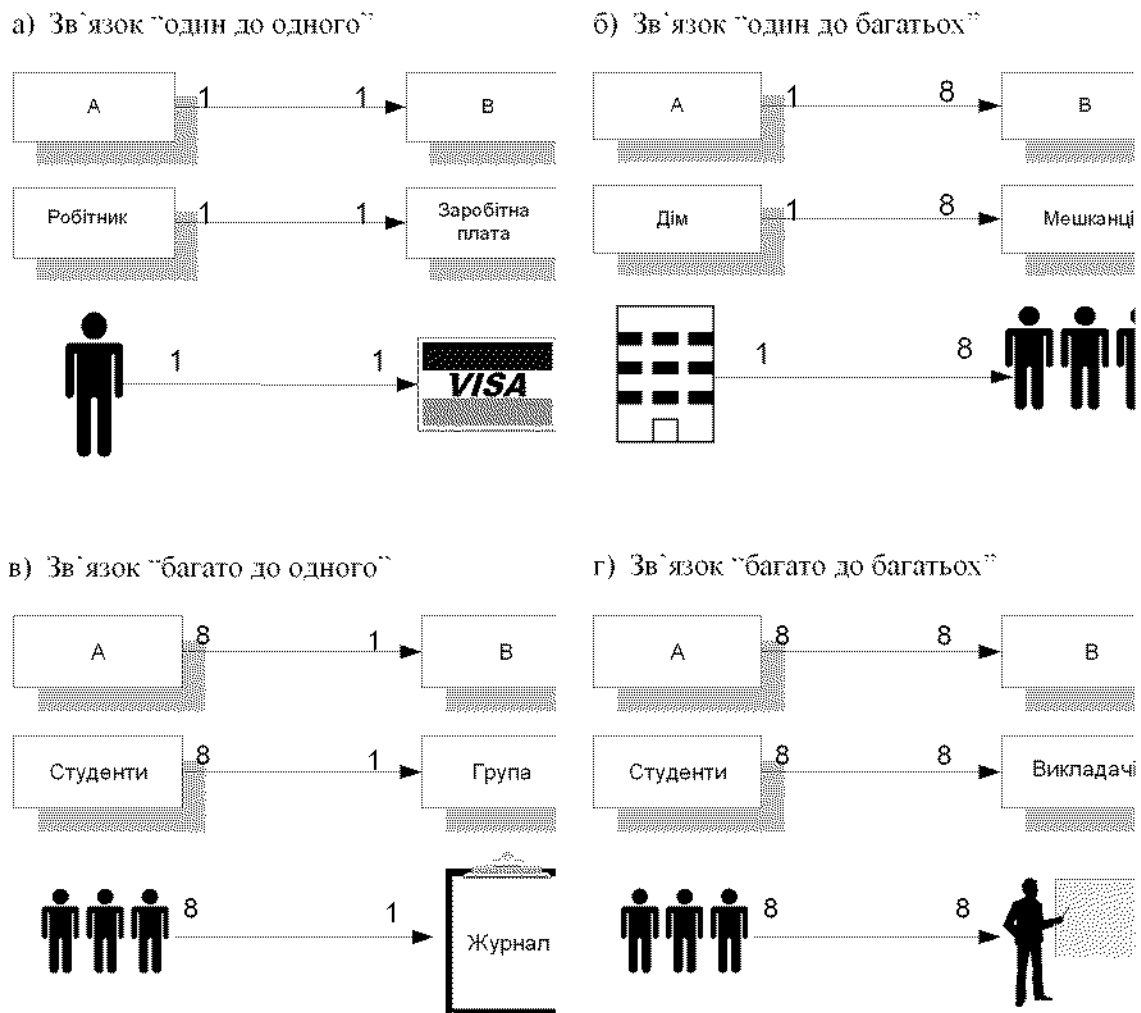 а) Зв`язок “один до одного”
A 1 1 B
Робітник 1 1 Заробітна
плата
1 1
VISA
б) Зв`язок “один до багатьох”
A 1 8 B
Дім 1 8 Мешканці
1 8
в) Зв`язок “багато до одного”
A 8 1 B
Студенти 8 1 Група
8 1
Журнал
г) Зв`язок “багато до багатьох”
A 8 8 B
Студенти 8 8 Викладачі
8 8